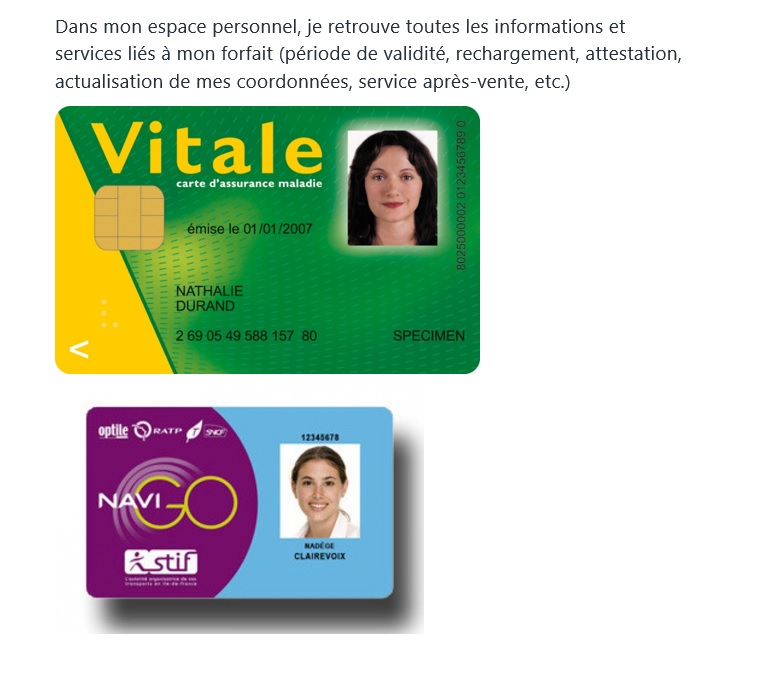 Dans mon espace personnel, je retrouve toutes les informations et
services liés à mon forfait (période de validité, rechargement, attestation,
actualisation de mes coordonnées, service après-vente, etc.)
Vitale
carte d'assurance maladie
émise le 01/01/2007
8025000002 0123456789 0
NATHALIE
DURAND
2 69 05 49 588 157 80
SPECIMEN
<
optile RATP SNCF
12345678
NAVIGO
NADÈGE
CLAIREVOIX
stif
L'autorité organisatrice de vos
transports en Ile-de-France